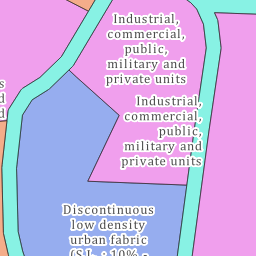 Industrial,
commercial,
public,
military and
private units
Industrial,
commercial,
public,
military and
private units
Discontinuous
low density
urban fabric
(S.L. : 10% -